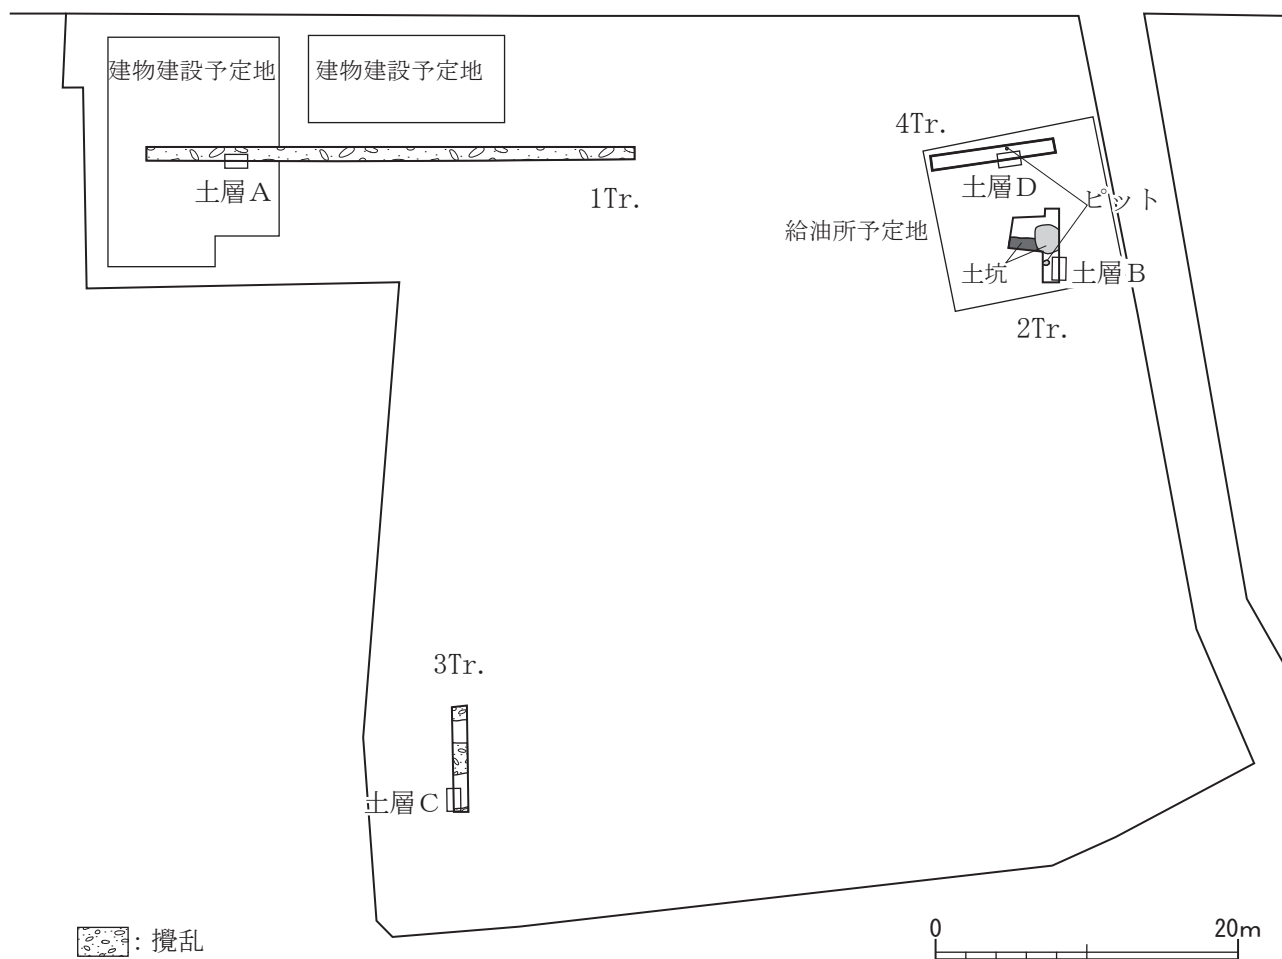 建物建設予定地
建物建設予定地
4Tr.
土層A
1Tr.
土層D
ピット
給油所予定地
土坑
土層B
2Tr.
3Tr.
土層C
：攪乱
0
20m